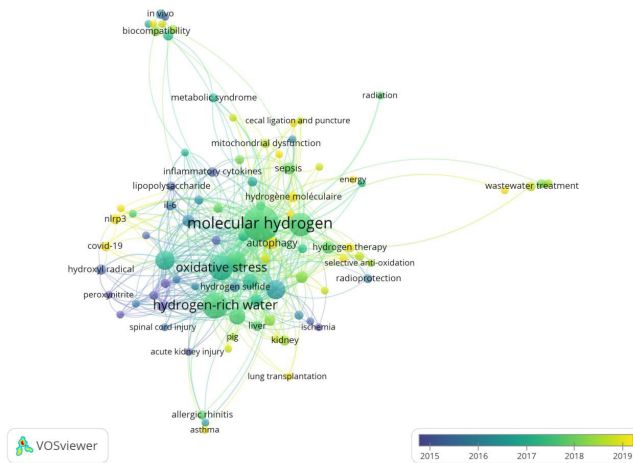 in vivo
biocompatibility
metabolic syndrome
radiation
cecal ligation and puncture
mitochondrial dysfunction
sepsis
inflammatory cytokines
energy
lipopolysaccharide
wastewater treatment
hydrogène moléculaire
il-6
nlrp3
molecular hydrogen
autophagy
covid-19
hydrogen therapy
selective anti-oxidation
hydroxyl radical
oxidative stress
radioprotection
hydrogen sulfide
peroxynitrite
hydrogen-rich water
spinal cord injury
liver
ischemia
pig
kidney
acute kidney injury
lung transplantation
allergic rhinitis
asthma
VOSviewer
2015 2016 2017 2018 2019